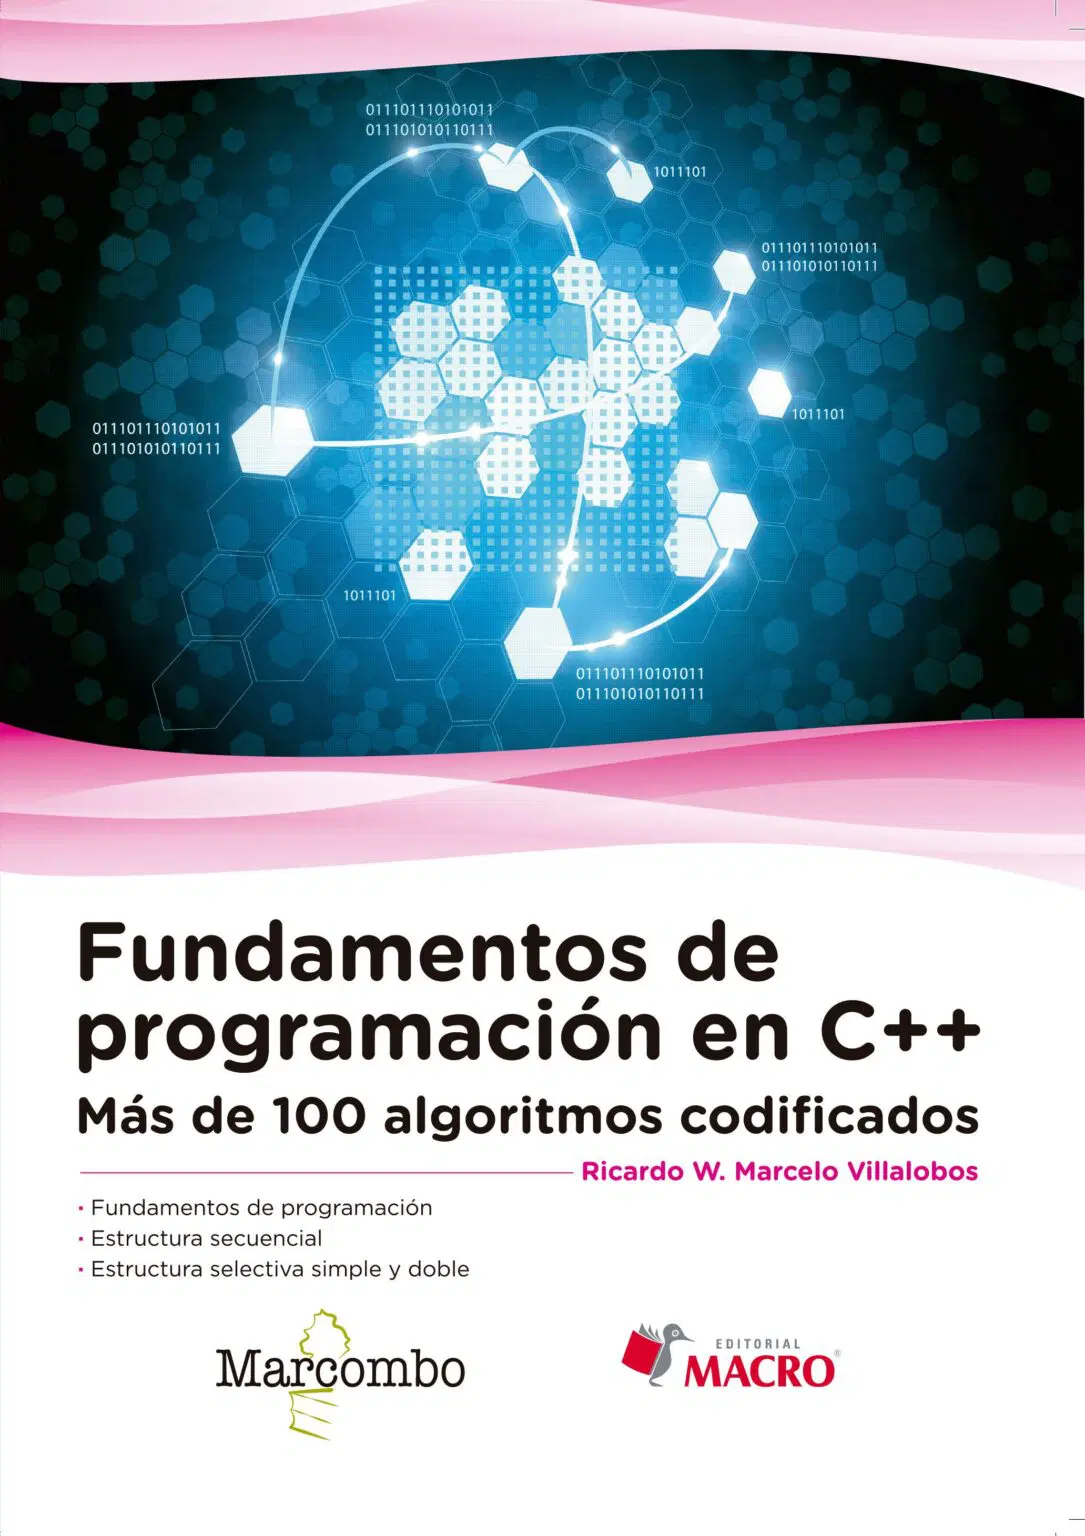 011101110101011
011101010110111
1011101
011101110101011
011101010110111
1011101
011101110101011
011101010110111
1011101
011101110101011
011101010110111
Fundamentos de
programación en C++
Más de 100 algoritmos codificados
Ricardo W. Marcelo Villalobos
· Fundamentos de programación
· Estructura secuencial
· Estructura selectiva simple y doble
Marcombo
EDITORIAL
MACRO®